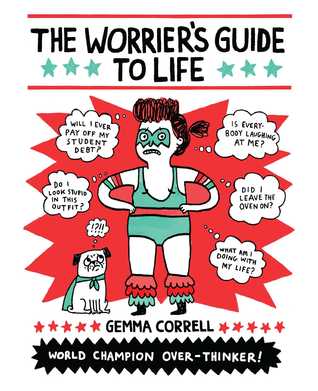 THE WORRIER'S GUIDE
TO LIFE
WILL I EVER
PAY OFF MY
STUDENT
DEBT?
IS EVERY-
BODY LAUGHING
AT ME?
DO I
LOOK STUPID
IN THIS
OUTFIT?
DID I
LEAVE THE
OVEN ON?
!?!!
WHAT AM I
DOING WITH
MY LIFE?
GEMMA CORRELL
WORLD CHAMPION OVER-THINKER!